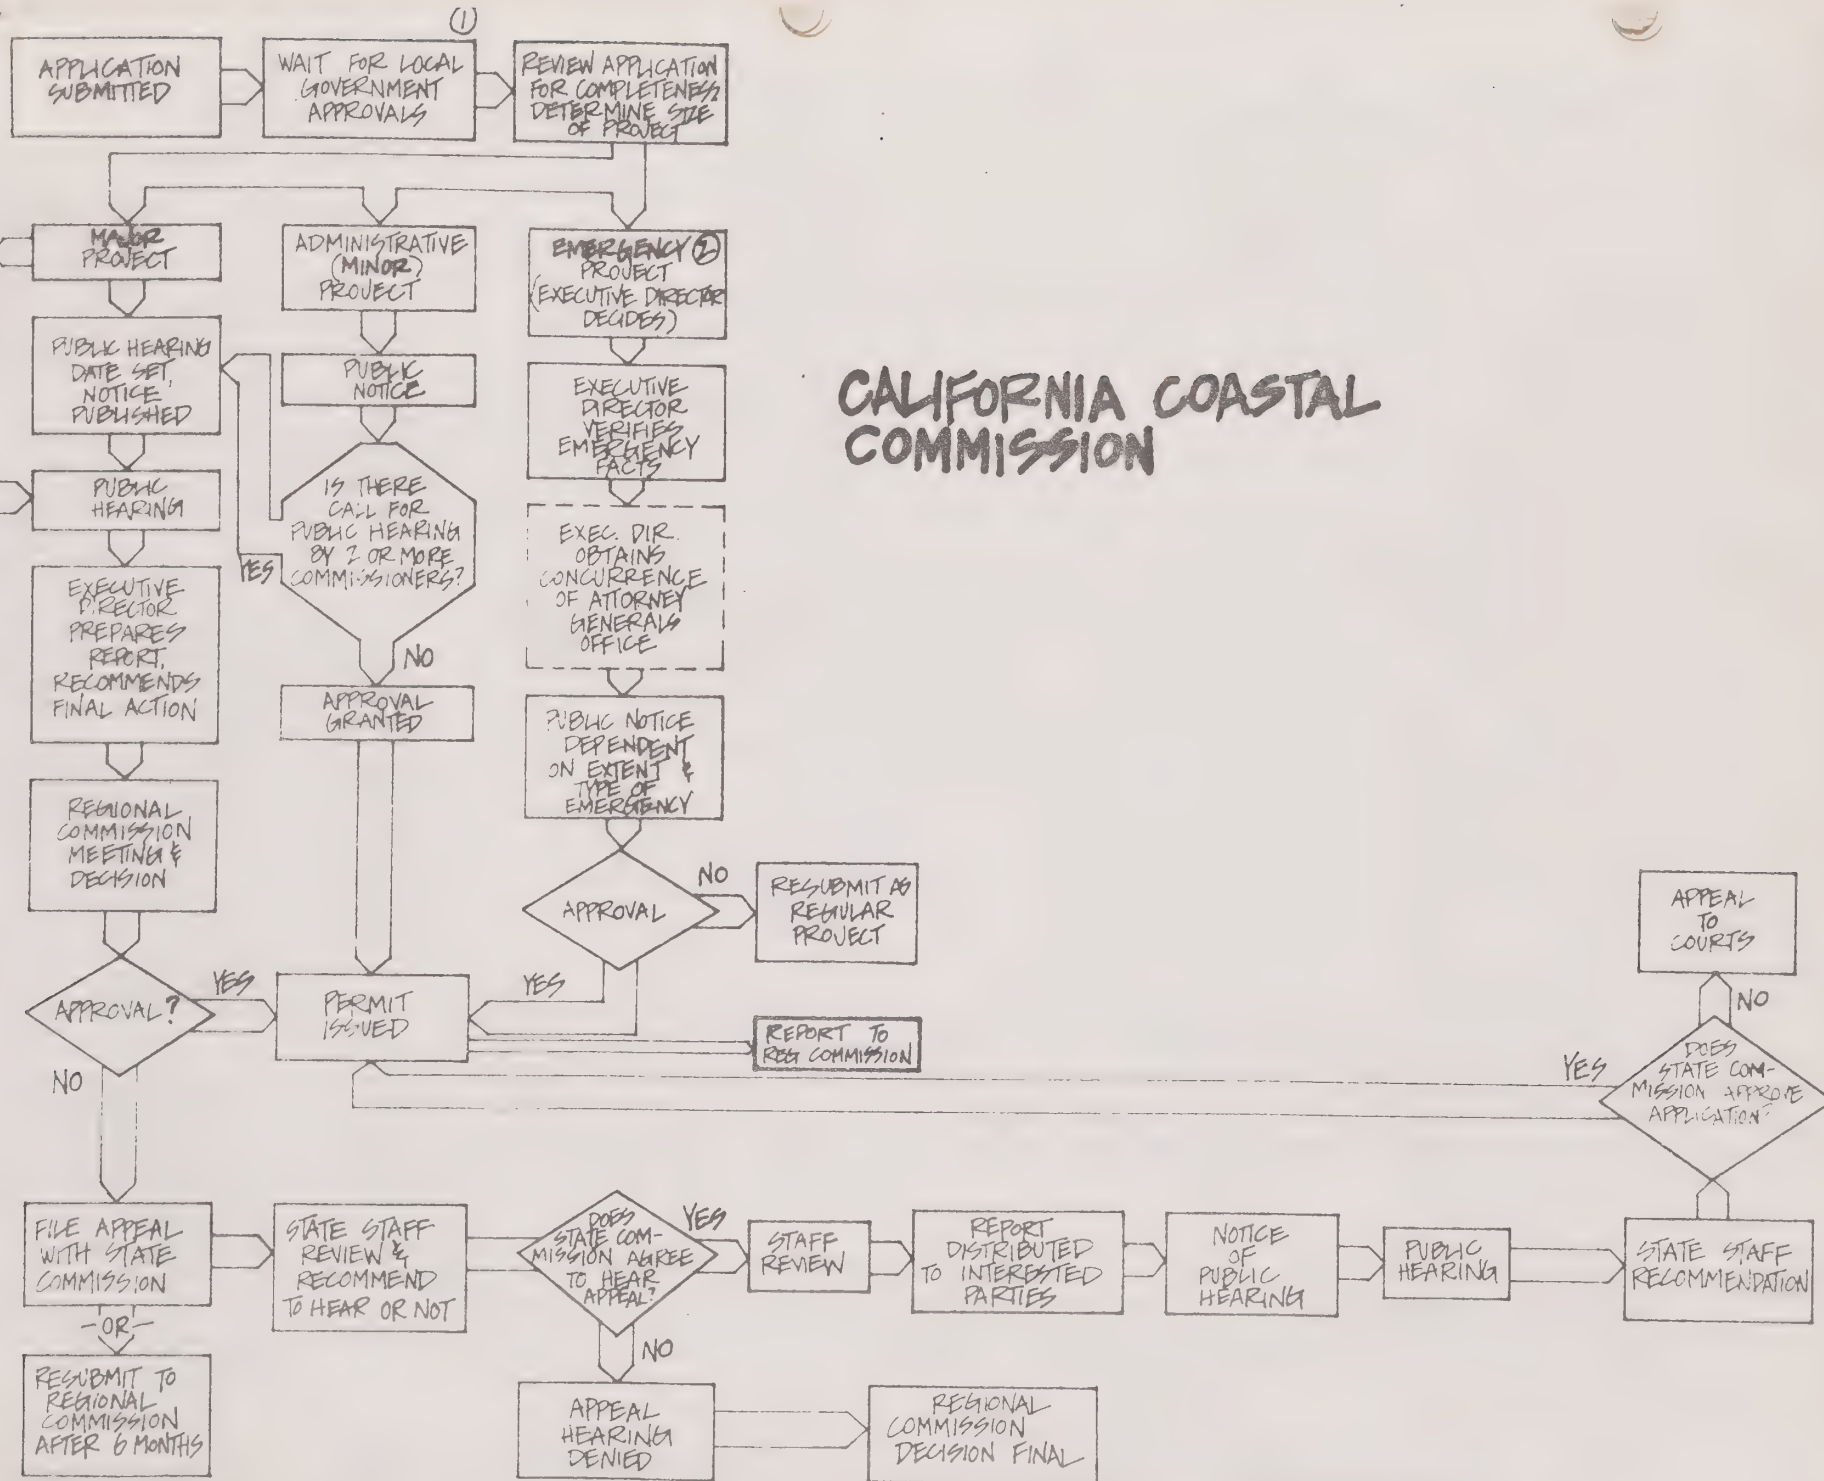 ①
APPLICATION
SUBMITTED
WAIT FOR LOCAL
GOVERNMENT
APPROVALS
REVIEW APPLICATION
FOR COMPLETENESS,
DETERMINE SIZE
OF PROJECT
MAJOR
PROJECT
ADMINISTRATIVE
(MINOR)
PROJECT
EMERGENCY ②
PROJECT
(EXECUTIVE DIRECTOR
DECIDES)
PUBLIC HEARING
DATE SET,
NOTICE
PUBLISHED
PUBLIC
NOTICE
EXECUTIVE
DIRECTOR
VERIFIES
EMERGENCY
FACTS
CALIFORNIA COASTAL
COMMISSION
PUBLIC
HEARING
IS THERE
CALL FOR
PUBLIC HEARING
BY 2 OR MORE
COMMISSIONERS?
YES
NO
EXEC. DIR.
OBTAINS
CONCURRENCE
OF ATTORNEY
GENERALS
OFFICE
EXECUTIVE
DIRECTOR
PREPARES
REPORT,
RECOMMENDS
FINAL ACTION
APPROVAL
GRANTED
PUBLIC NOTICE
DEPENDENT
ON EXTENT &
TYPE OF
EMERGENCY
REGIONAL
COMMISSION
MEETING &
DECISION
APPROVAL
NO
RESUBMIT AS
REGULAR
PROJECT
YES
APPROVAL?
YES
NO
PERMIT
ISSUED
REPORT TO
REG COMMISSION
APPEAL
TO
COURTS
NO
YES
DOES
STATE COM-
MISSION APPROVE
APPLICATION?
FILE APPEAL
WITH STATE
COMMISSION
-OR-
RESUBMIT TO
REGIONAL
COMMISSION
AFTER 6 MONTHS
STATE STAFF
REVIEW &
RECOMMEND
TO HEAR OR NOT
DOES
STATE COM-
MISSION AGREE
TO HEAR
APPEAL?
YES
NO
STAFF
REVIEW
REPORT
DISTRIBUTED
TO INTERESTED
PARTIES
NOTICE
OF
PUBLIC
HEARING
PUBLIC
HEARING
STATE STAFF
RECOMMENDATION
APPEAL
HEARING
DENIED
REGIONAL
COMMISSION
DECISION FINAL